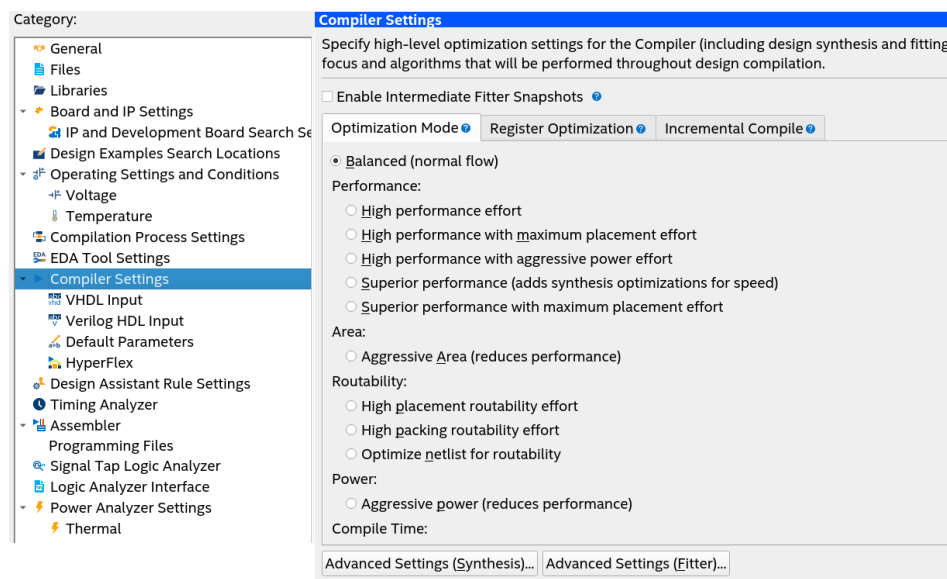 Category:
General
Files
Libraries
Board and IP Settings
IP and Development Board Search Se
Design Examples Search Locations
Operating Settings and Conditions
Voltage
Temperature
Compilation Process Settings
EDA Tool Settings
Compiler Settings
VHDL Input
Verilog HDL Input
Default Parameters
HyperFlex
Design Assistant Rule Settings
Timing Analyzer
Assembler
Programming Files
Signal Tap Logic Analyzer
Logic Analyzer Interface
Power Analyzer Settings
Thermal
Compiler Settings
Specify high-level optimization settings for the Compiler (including design synthesis and fitting
focus and algorithms that will be performed throughout design compilation.
Enable Intermediate Fitter Snapshots
Optimization Mode Register Optimization Incremental Compile
Balanced (normal flow)
Performance:
High performance effort
High performance with maximum placement effort
High performance with aggressive power effort
Superior performance (adds synthesis optimizations for speed)
Superior performance with maximum placement effort
Area:
Aggressive Area (reduces performance)
Routability:
High placement routability effort
High packing routability effort
Optimize netlist for routability
Power:
Aggressive power (reduces performance)
Compile Time:
Advanced Settings (Synthesis)... Advanced Settings (Fitter)...